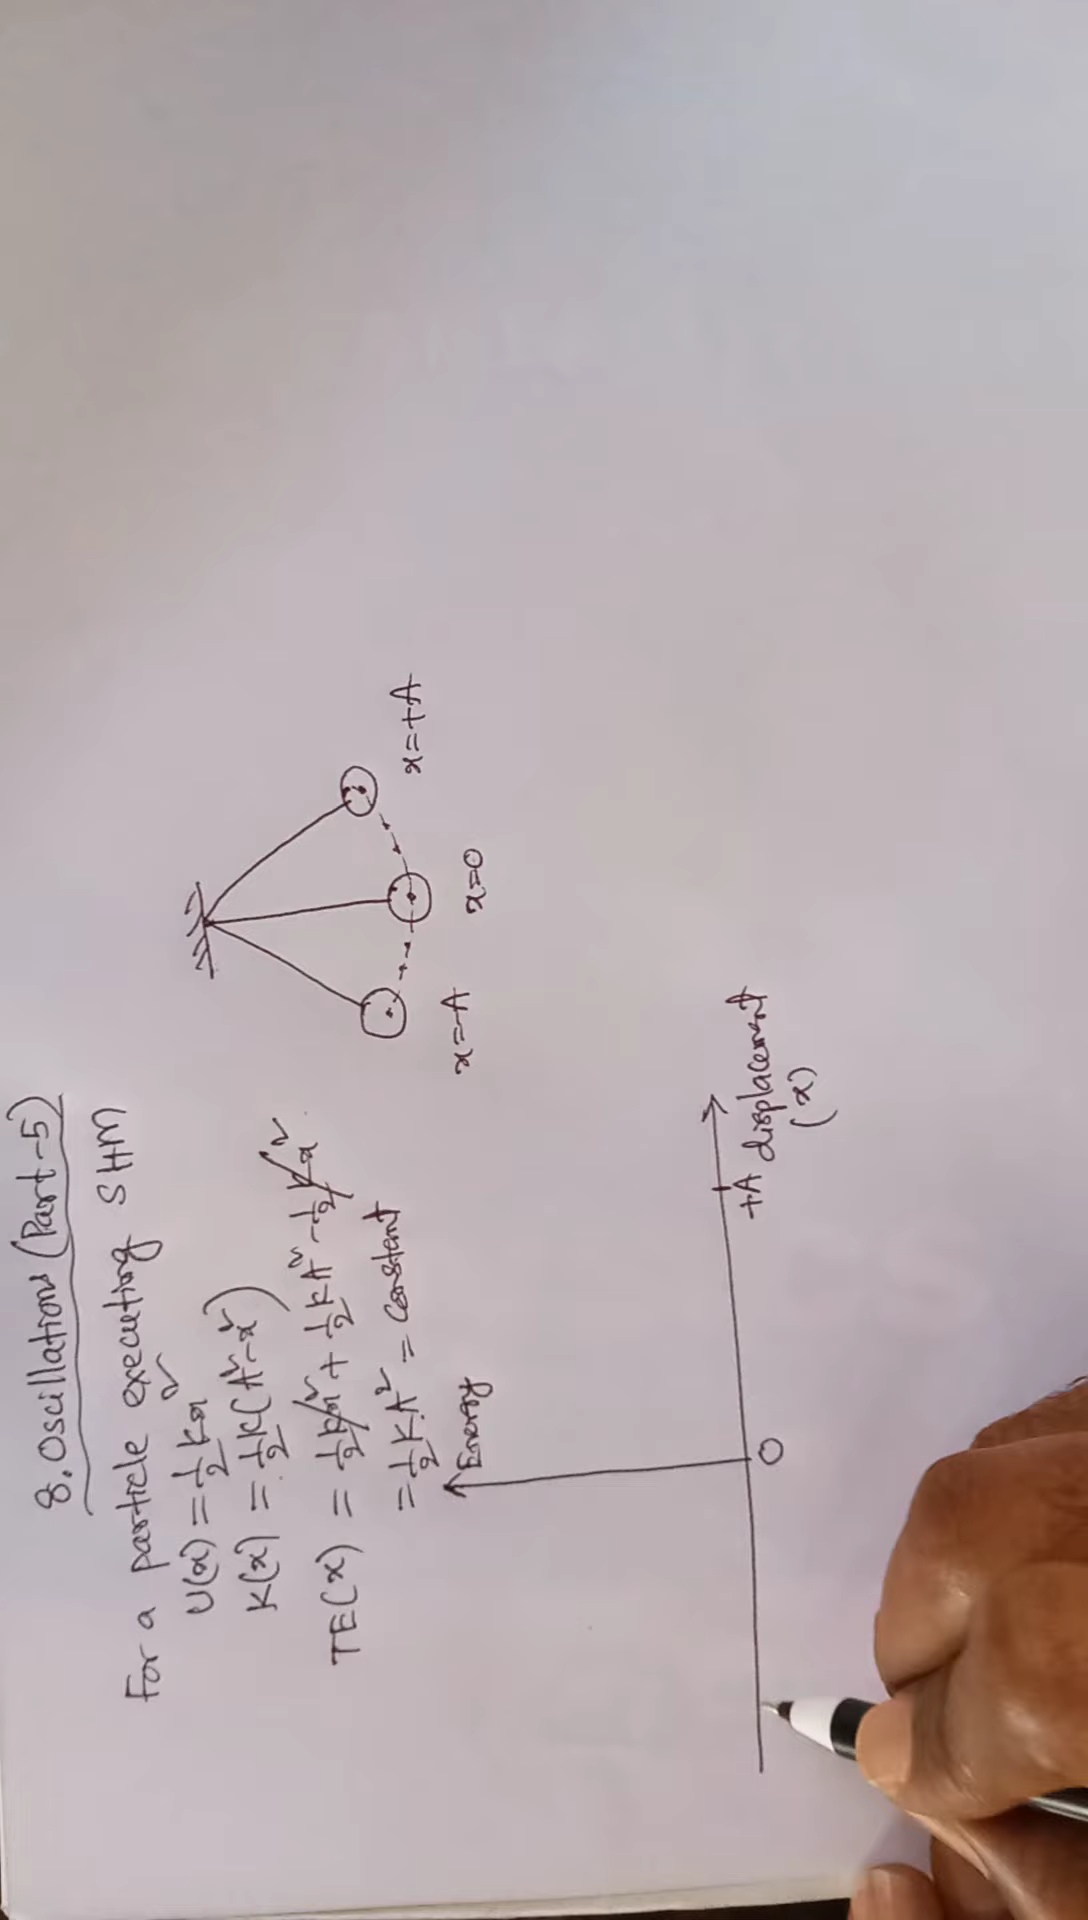 8. Oscillations (Part-5)
For a particle executing SHM
U(x) = 1/2 kx²
K(x) = 1/2 k(A²-x²)
TE(x) = 1/2 kx² + 1/2 kA² - 1/2 kx²
= 1/2 kA² = Constant
x=-A
x=0
x=+A
Energy
O
+A
displacement
(x)